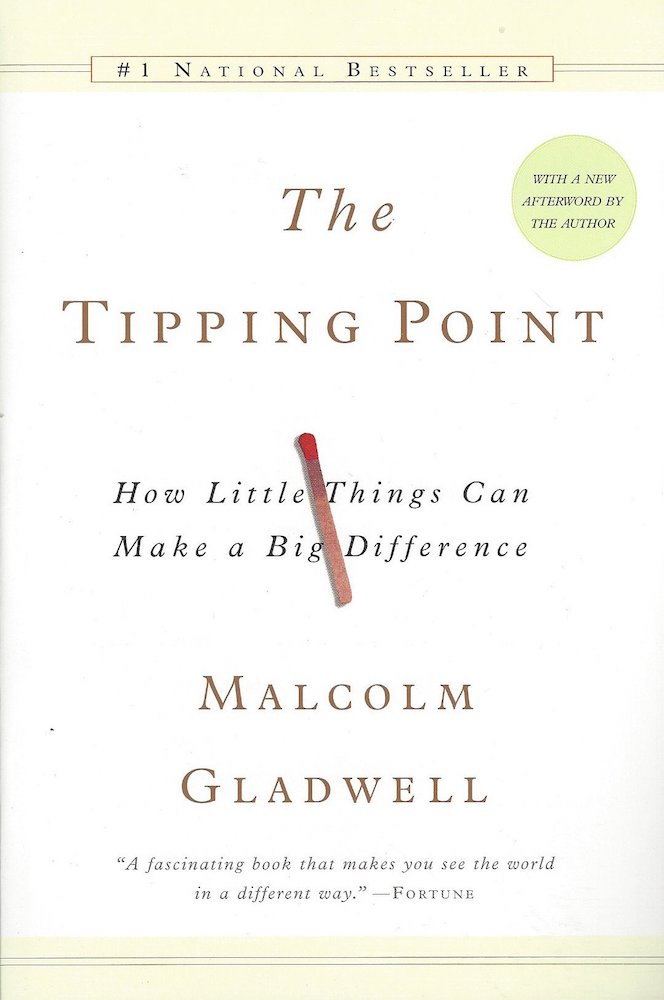 #1 National Bestseller
WITH A NEW
AFTERWORD BY
THE AUTHOR
The
Tipping Point
How Little Things Can
Make a Big Difference
Malcolm
Gladwell
“A fascinating book that makes you see the world
in a different way.” —Fortune